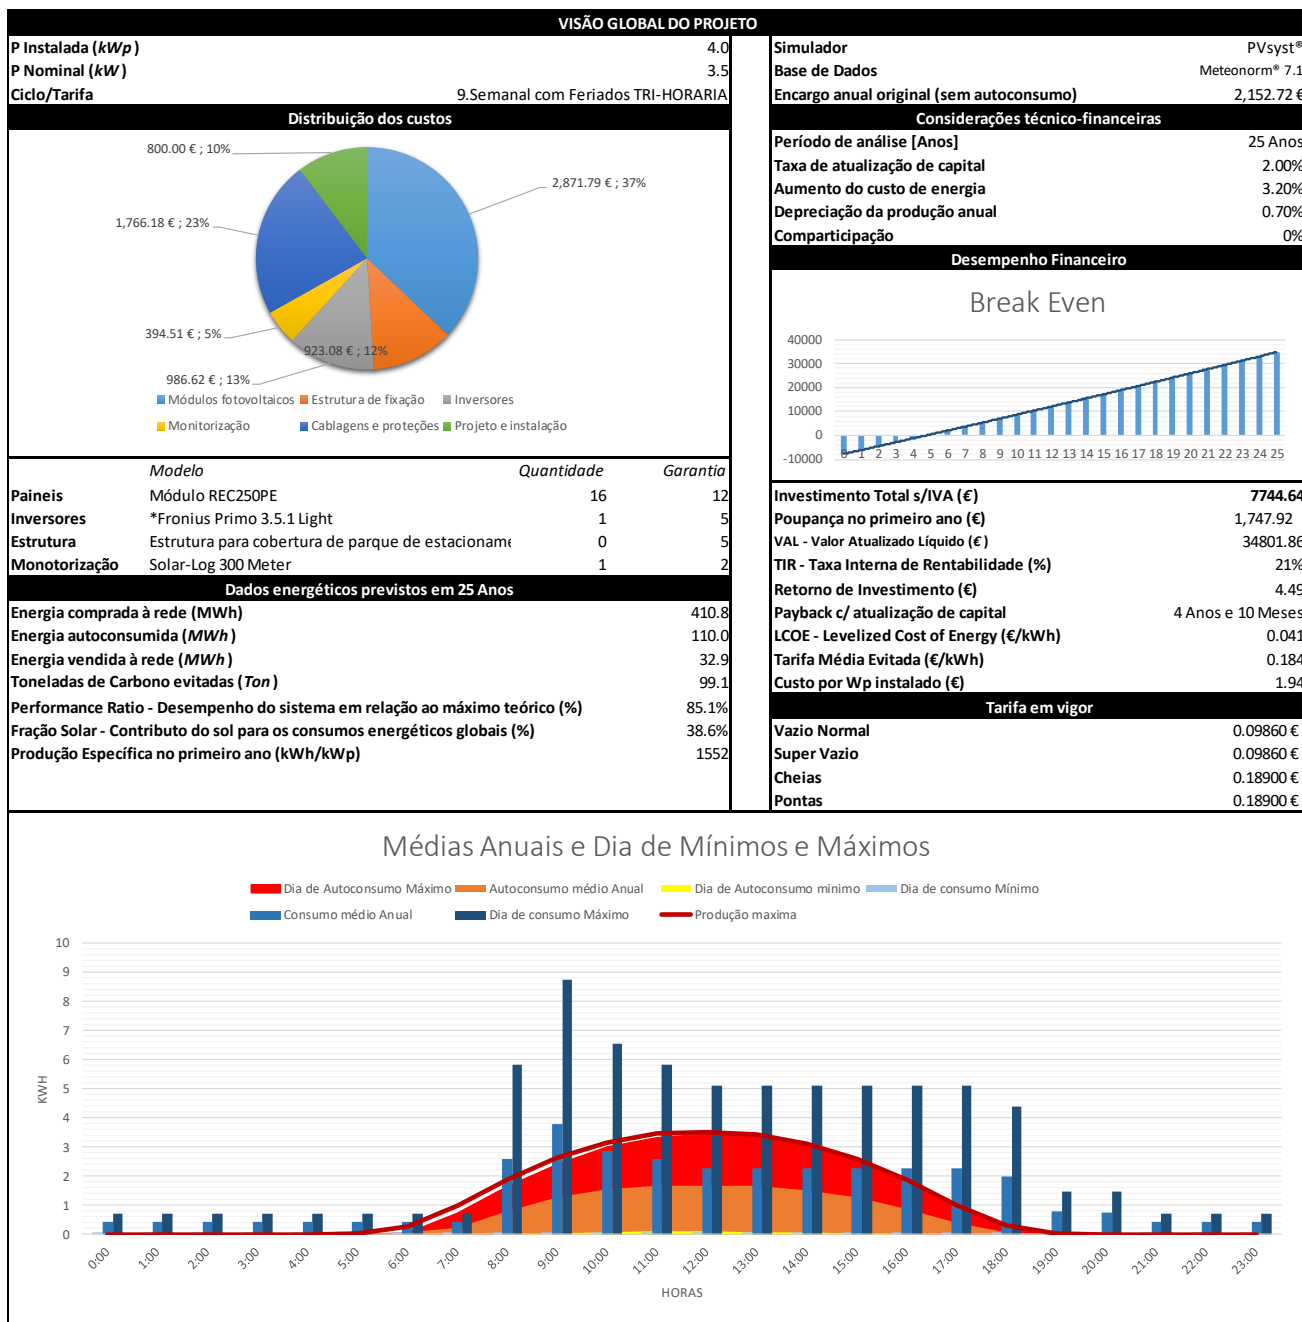 VISÃO GLOBAL DO PROJETO
P Instalada (kWp) 4.0
P Nominal (kW) 3.5
Ciclo/Tarifa 9.Semanal com Feriados TRI-HORARIA
Simulador PVsyst®
Base de Dados Meteonorm® 7.1
Encargo anual original (sem autoconsumo) 2,152.72 €
Distribuição dos custos
800.00 € ; 10%
2,871.79 € ; 37%
1,766.18 € ; 23%
394.51 € ; 5%
923.08 € ; 12%
986.62 € ; 13%
Módulos fotovoltaicos Estrutura de fixação Inversores
Monitorização Cablagens e proteções Projeto e instalação
Considerações técnico-financeiras
Período de análise [Anos] 25 Anos
Taxa de atualização de capital 2.00%
Aumento do custo de energia 3.20%
Depreciação da produção anual 0.70%
Comparticipação 0%
Desempenho Financeiro
Break Even
40000
30000
20000
10000
0
-10000
0 1 2 3 4 5 6 7 8 9 10 11 12 13 14 15 16 17 18 19 20 21 22 23 24 25
Modelo Quantidade Garantia
Paineis Módulo REC250PE 16 12
Inversores *Fronius Primo 3.5.1 Light 1 5
Estrutura Estrutura para cobertura de parque de estacioname 0 5
Monotorização Solar-Log 300 Meter 1 2
Dados energéticos previstos em 25 Anos
Energia comprada à rede (MWh) 410.8
Energia autoconsumida (MWh) 110.0
Energia vendida à rede (MWh) 32.9
Toneladas de Carbono evitadas (Ton) 99.1
Performance Ratio - Desempenho do sistema em relação ao máximo teórico (%) 85.1%
Fração Solar - Contributo do sol para os consumos energéticos globais (%) 38.6%
Produção Específica no primeiro ano (kWh/kWp) 1552
Investimento Total s/IVA (€) 7744.64
Poupança no primeiro ano (€) 1,747.92
VAL - Valor Atualizado Líquido (€) 34801.86
TIR - Taxa Interna de Rentabilidade (%) 21%
Retorno de Investimento (€) 4.49
Payback c/ atualização de capital 4 Anos e 10 Meses
LCOE - Levelized Cost of Energy (€/kWh) 0.041
Tarifa Média Evitada (€/kWh) 0.184
Custo por Wp instalado (€) 1.94
Tarifa em vigor
Vazio Normal 0.09860 €
Super Vazio 0.09860 €
Cheias 0.18900 €
Pontas 0.18900 €
Médias Anuais e Dia de Mínimos e Máximos
Dia de Autoconsumo Máximo Autoconsumo médio Anual Dia de Autoconsumo minimo Dia de consumo Mínimo
Consumo médio Anual Dia de consumo Máximo Produção maxima
10
9
8
7
6
5
4
3
2
1
0
KWH
0:00 1:00 2:00 3:00 4:00 5:00 6:00 7:00 8:00 9:00 10:00 11:00 12:00 13:00 14:00 15:00 16:00 17:00 18:00 19:00 20:00 21:00 22:00 23:00
HORAS